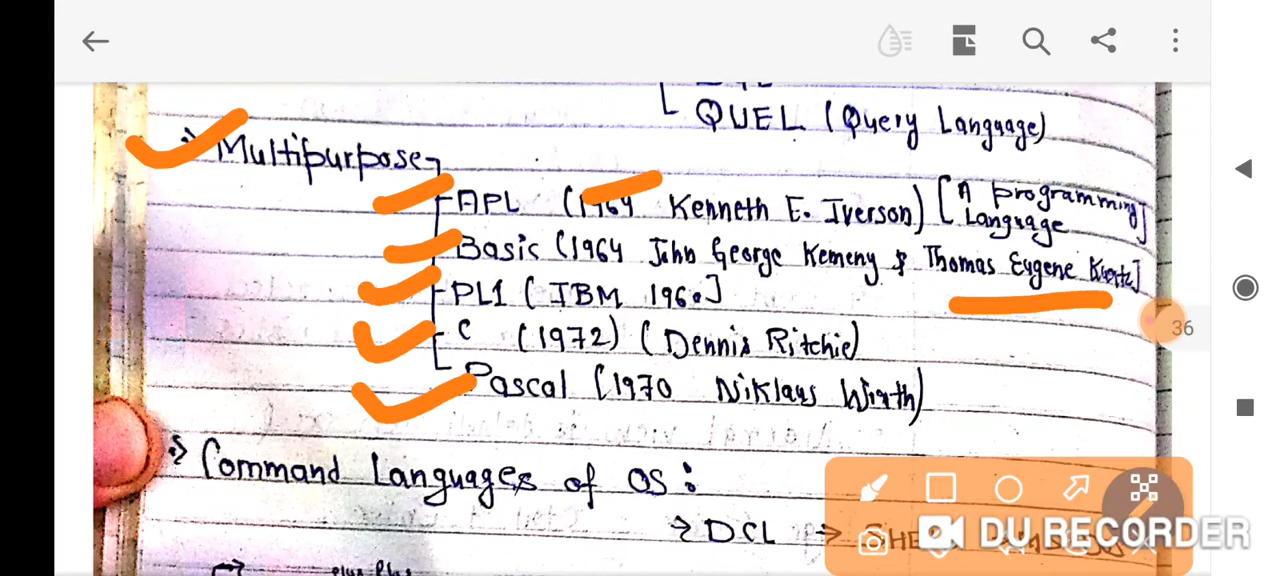 QUEL (Query Language)
Multipurpose
APL (1964 Kenneth E. Iverson) [A programming Language]
Basic (1964 John George Kemeny & Thomas Eugene Kurtz]
PL1 (IBM 1960]
C (1972) (Dennis Ritchie)
Pascal (1970 Niklaus Wirth)
36
Command Languages of OS:
→ DCL →
DU RECORDER